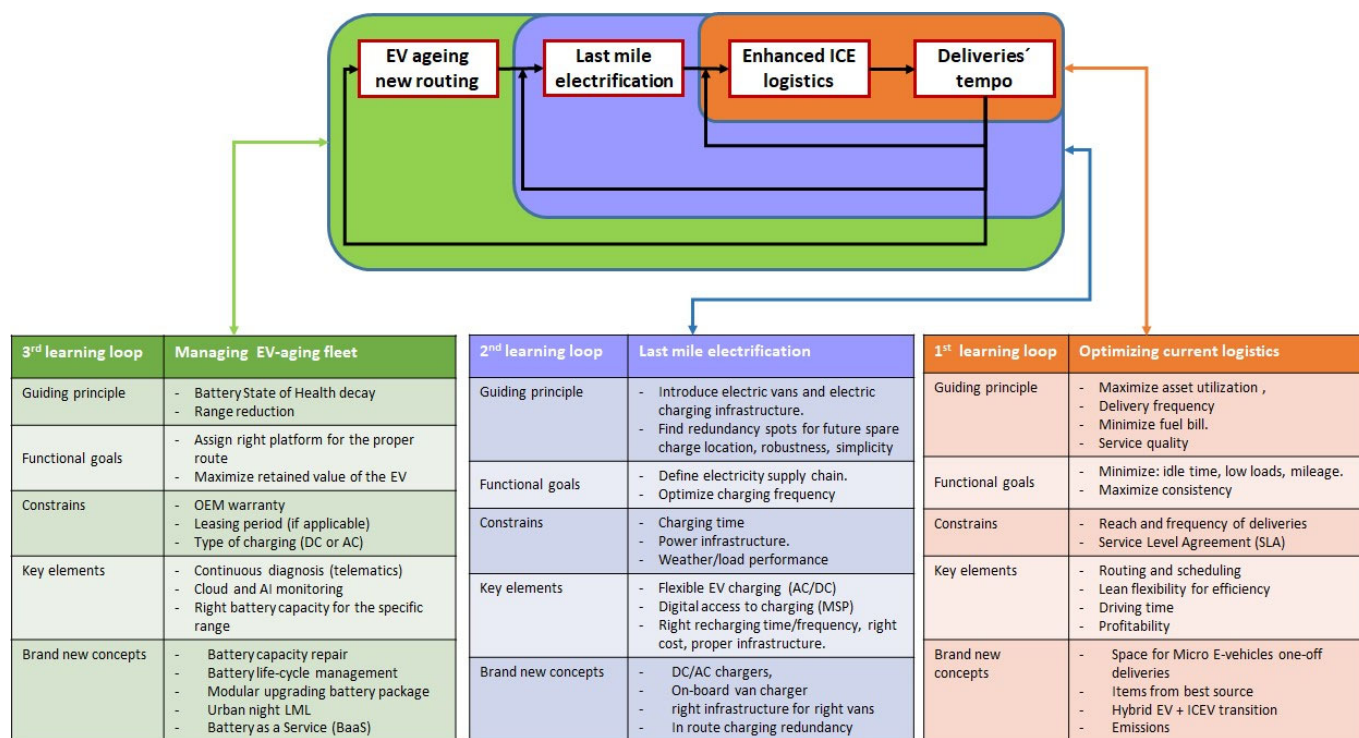 EV ageing
new routing
Last mile
electrification
Enhanced ICE
logistics
Deliveries´
tempo
3rd learning loop
Managing EV-aging fleet
Guiding principle
- Battery State of Health decay
- Range reduction
Functional goals
- Assign right platform for the proper
route
- Maximize retained value of the EV
Constrains
- OEM warranty
- Leasing period (if applicable)
- Type of charging (DC or AC)
Key elements
- Continuous diagnosis (telematics)
- Cloud and AI monitoring
- Right battery capacity for the specific
range
Brand new concepts
- Battery capacity repair
- Battery life-cycle management
- Modular upgrading battery package
- Urban night LML
- Battery as a Service (BaaS)
2nd learning loop
Last mile electrification
Guiding principle
- Introduce electric vans and electric
charging infrastructure.
- Find redundancy spots for future spare
charge location, robustness, simplicity
Functional goals
- Define electricity supply chain.
- Optimize charging frequency
Constrains
- Charging time
- Power infrastructure.
- Weather/load performance
Key elements
- Flexible EV charging (AC/DC)
- Digital access to charging (MSP)
- Right recharging time/frequency, right
cost, proper infrastructure.
Brand new concepts
- DC/AC chargers,
- On-board van charger
- right infrastructure for right vans
- In route charging redundancy
1st learning loop
Optimizing current logistics
Guiding principle
- Maximize asset utilization ,
- Delivery frequency
- Minimize fuel bill.
- Service quality
Functional goals
- Minimize: idle time, low loads, mileage.
- Maximize consistency
Constrains
- Reach and frequency of deliveries
- Service Level Agreement (SLA)
Key elements
- Routing and scheduling
- Lean flexibility for efficiency
- Driving time
- Profitability
Brand new
concepts
- Space for Micro E-vehicles one-off
deliveries
- Items from best source
- Hybrid EV + ICEV transition
- Emissions